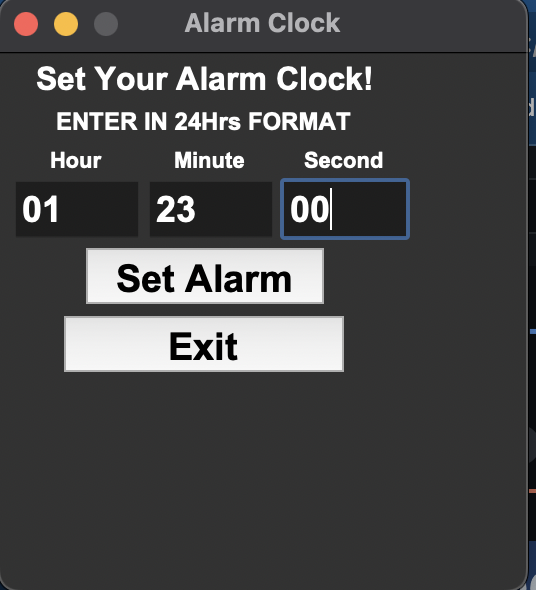 Alarm Clock
Set Your Alarm Clock!
ENTER IN 24Hrs FORMAT
Hour Minute Second
01 23 00
Set Alarm
Exit